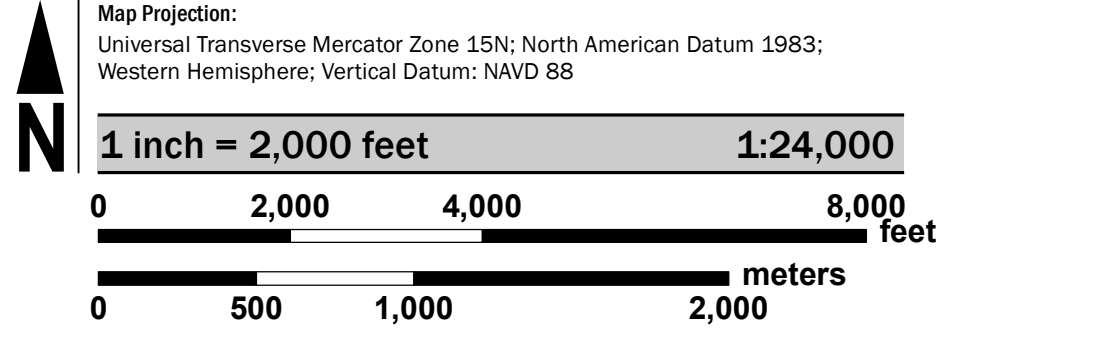 Map Projection:
Universal Transverse Mercator Zone 15N; North American Datum 1983;
Western Hemisphere; Vertical Datum: NAVD 88
N
1 inch = 2,000 feet 1:24,000
0 2,000 4,000 8,000
feet
meters
0 500 1,000 2,000